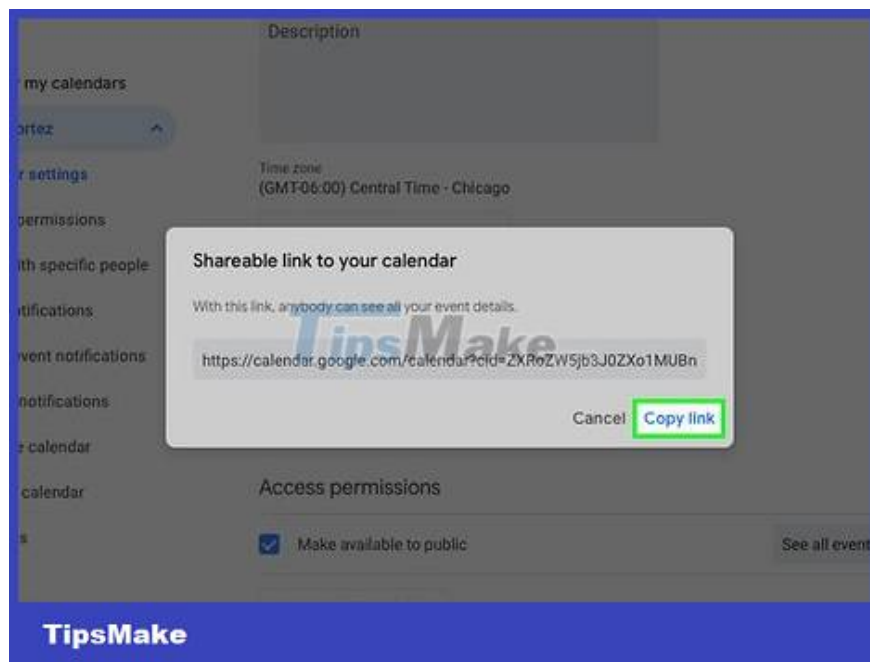 Description
my calendars
ortez
r settings
Time zone
(GMT-06:00) Central Time - Chicago
permissions
ith specific people
Shareable link to your calendar
With this link, anybody can see all your event details.
TipsMake
otifications
https://calendar.google.com/calendar?cid=ZXRoZW5jb3J0ZXo1MUBn
vent notifications
notifications
Cancel Copy link
e calendar
calendar
Access permissions
s
Make available to public
See all event
TipsMake